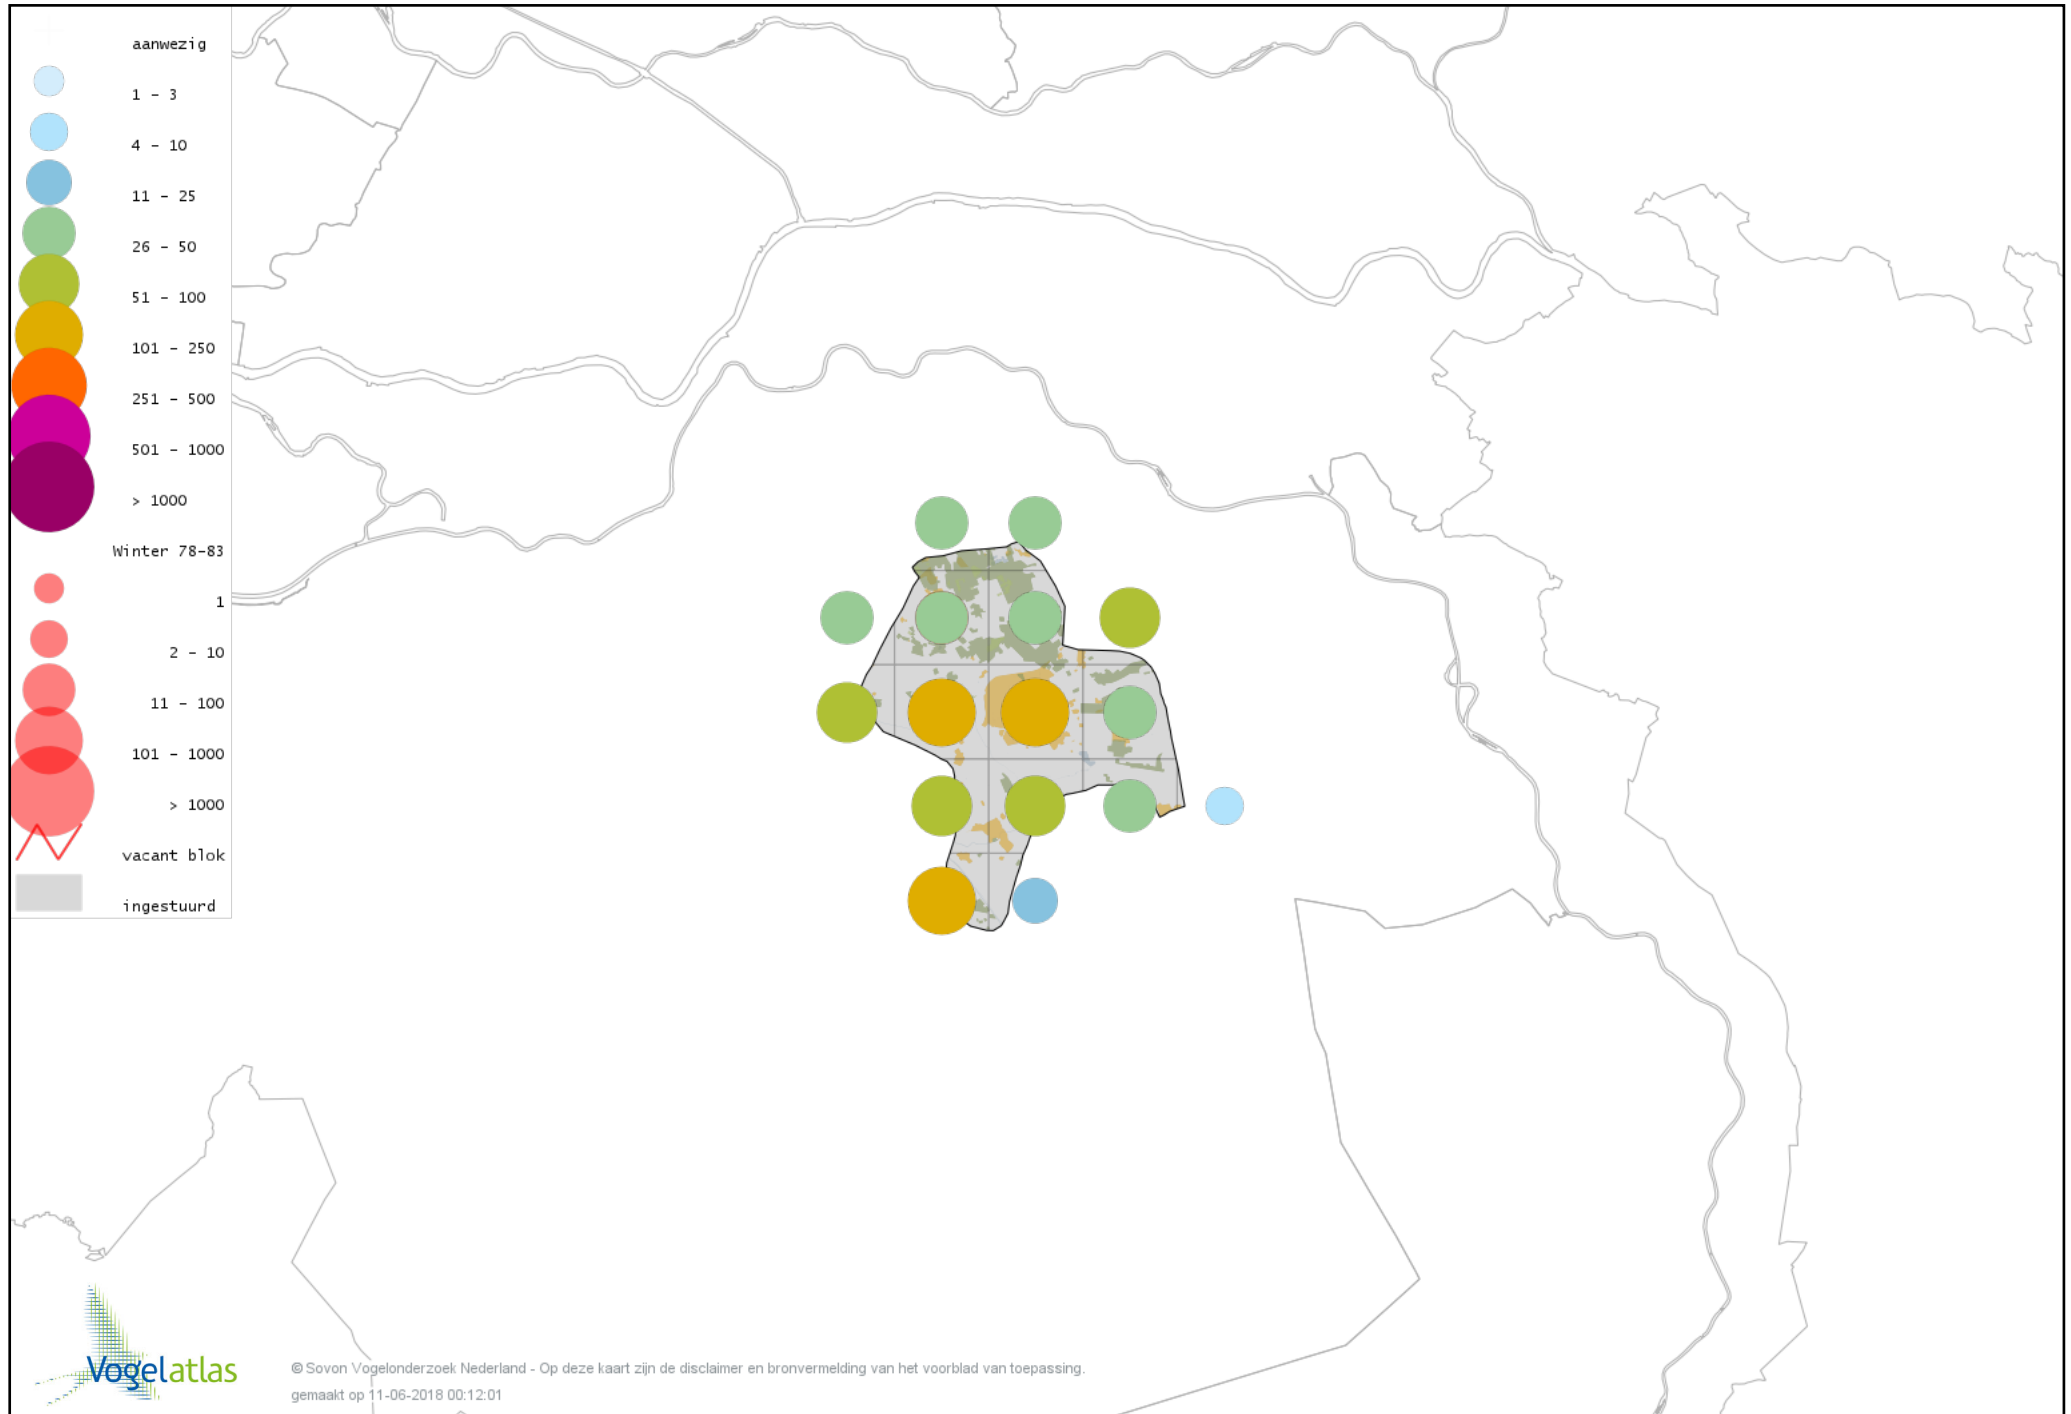 aanwezig
1 - 3
4 - 10
11 - 25
26 - 50
51 - 100
101 - 250
251 - 500
501 - 1000
> 1000
Winter 78-83
1
2 - 10
11 - 100
101 - 1000
> 1000
vacant blok
ingestuurd
Vogelatlas
© Sovon Vogelonderzoek Nederland - Op deze kaart zijn de disclaimer en bronvermelding van het voorblad van toepassing.
gemaakt op 11-06-2018 00:12:01